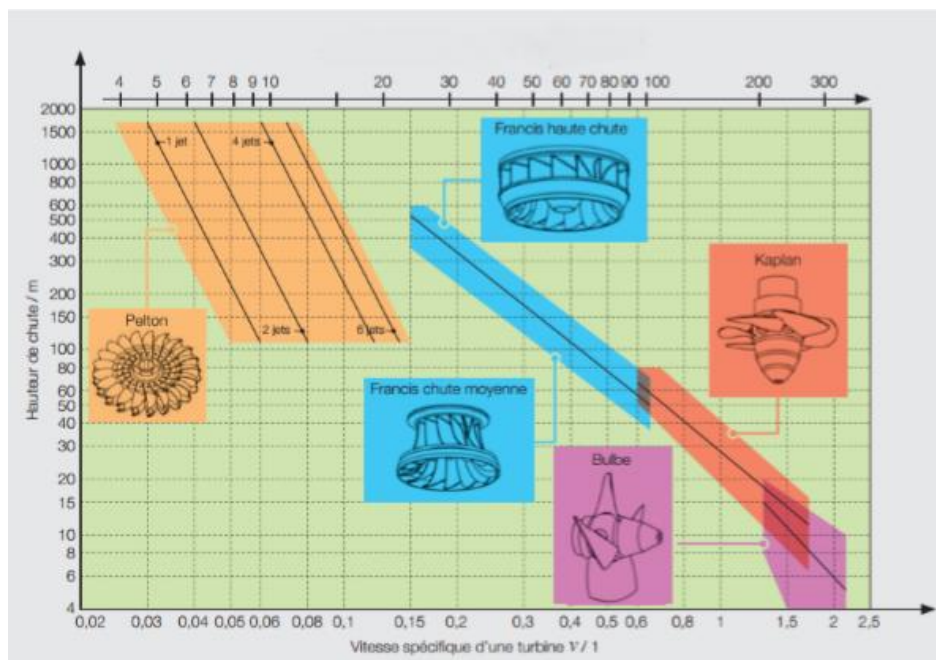 4 5 6 7 8 9 10 20 30 40 50 60 70 80 90 100 200 300
2000
1500
1000
800
600
500
400
300
200
150
100
80
60
50
40
30
20
15
10
8
6
4
Hauteur de chute / m
1 jet
4 jets
2 jets
6 jets
Pelton
Francis haute chute
Kaplan
Francis chute moyenne
Bulbe
0,02 0,03 0,04 0,05 0,06 0,08 0,1 0,15 0,2 0,3 0,4 0,5 0,6 0,8 1 1,5 2 2,5
Vitesse spécifique d'une turbine ν / 1